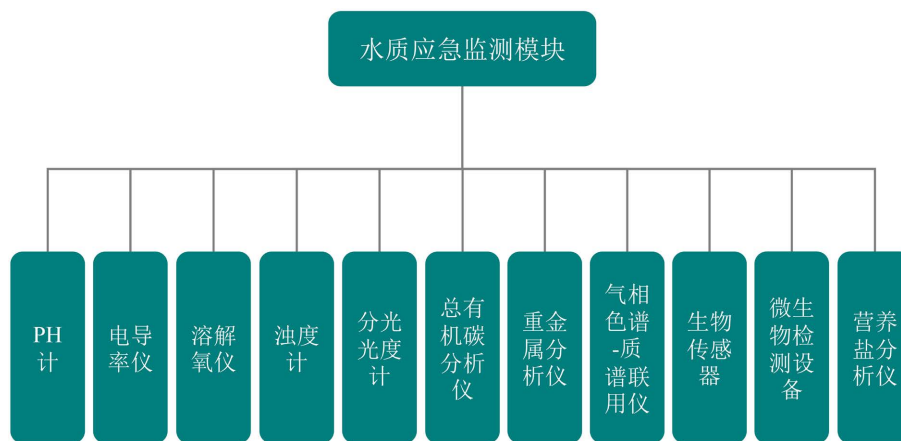 水质应急监测模块
PH
计
电导
率仪
溶解
氧仪
浊度
计
分光
光度
计
总有
机碳
分析
仪
重金
属分
析仪
气相
色谱
-质
谱联
用仪
生物
传感
器
微生
物检
测设
备
营养
盐分
析仪